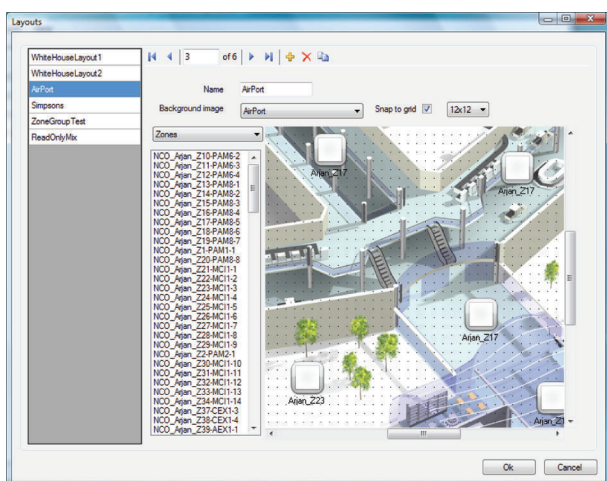 Layouts
WhiteHouseLayout1
WhiteHouseLayout2
AirPort
Simpsons
ZoneGroupTest
ReadOnlyMix
3 of 6
Name AirPort
Background image AirPort Snap to grid 12x12
Zones
NCO_Arjan_Z10-PAM6-2
NCO_Arjan_Z11-PAM6-3
NCO_Arjan_Z12-PAM6-4
NCO_Arjan_Z13-PAM8-1
NCO_Arjan_Z14-PAM8-2
NCO_Arjan_Z15-PAM8-3
NCO_Arjan_Z16-PAM8-4
NCO_Arjan_Z17-PAM8-5
NCO_Arjan_Z18-PAM8-6
NCO_Arjan_Z19-PAM8-7
NCO_Arjan_Z1-PAM1-1
NCO_Arjan_Z20-PAM8-8
NCO_Arjan_Z21-MCI1-1
NCO_Arjan_Z22-MCI1-2
NCO_Arjan_Z23-MCI1-3
NCO_Arjan_Z24-MCI1-4
NCO_Arjan_Z25-MCI1-5
NCO_Arjan_Z26-MCI1-6
NCO_Arjan_Z27-MCI1-7
NCO_Arjan_Z28-MCI1-8
NCO_Arjan_Z29-MCI1-9
NCO_Arjan_Z2-PAM2-1
NCO_Arjan_Z30-MCI1-10
NCO_Arjan_Z31-MCI1-11
NCO_Arjan_Z32-MCI1-12
NCO_Arjan_Z33-MCI1-13
NCO_Arjan_Z34-MCI1-14
NCO_Arjan_Z37-CEX1-3
NCO_Arjan_Z38-CEX1-4
NCO_Arjan_Z39-AEX1-1
Arjan_Z17
Arjan_Z17
Arjan_Z17
Arjan_Z23
Arjan_Z1
Ok
Cancel